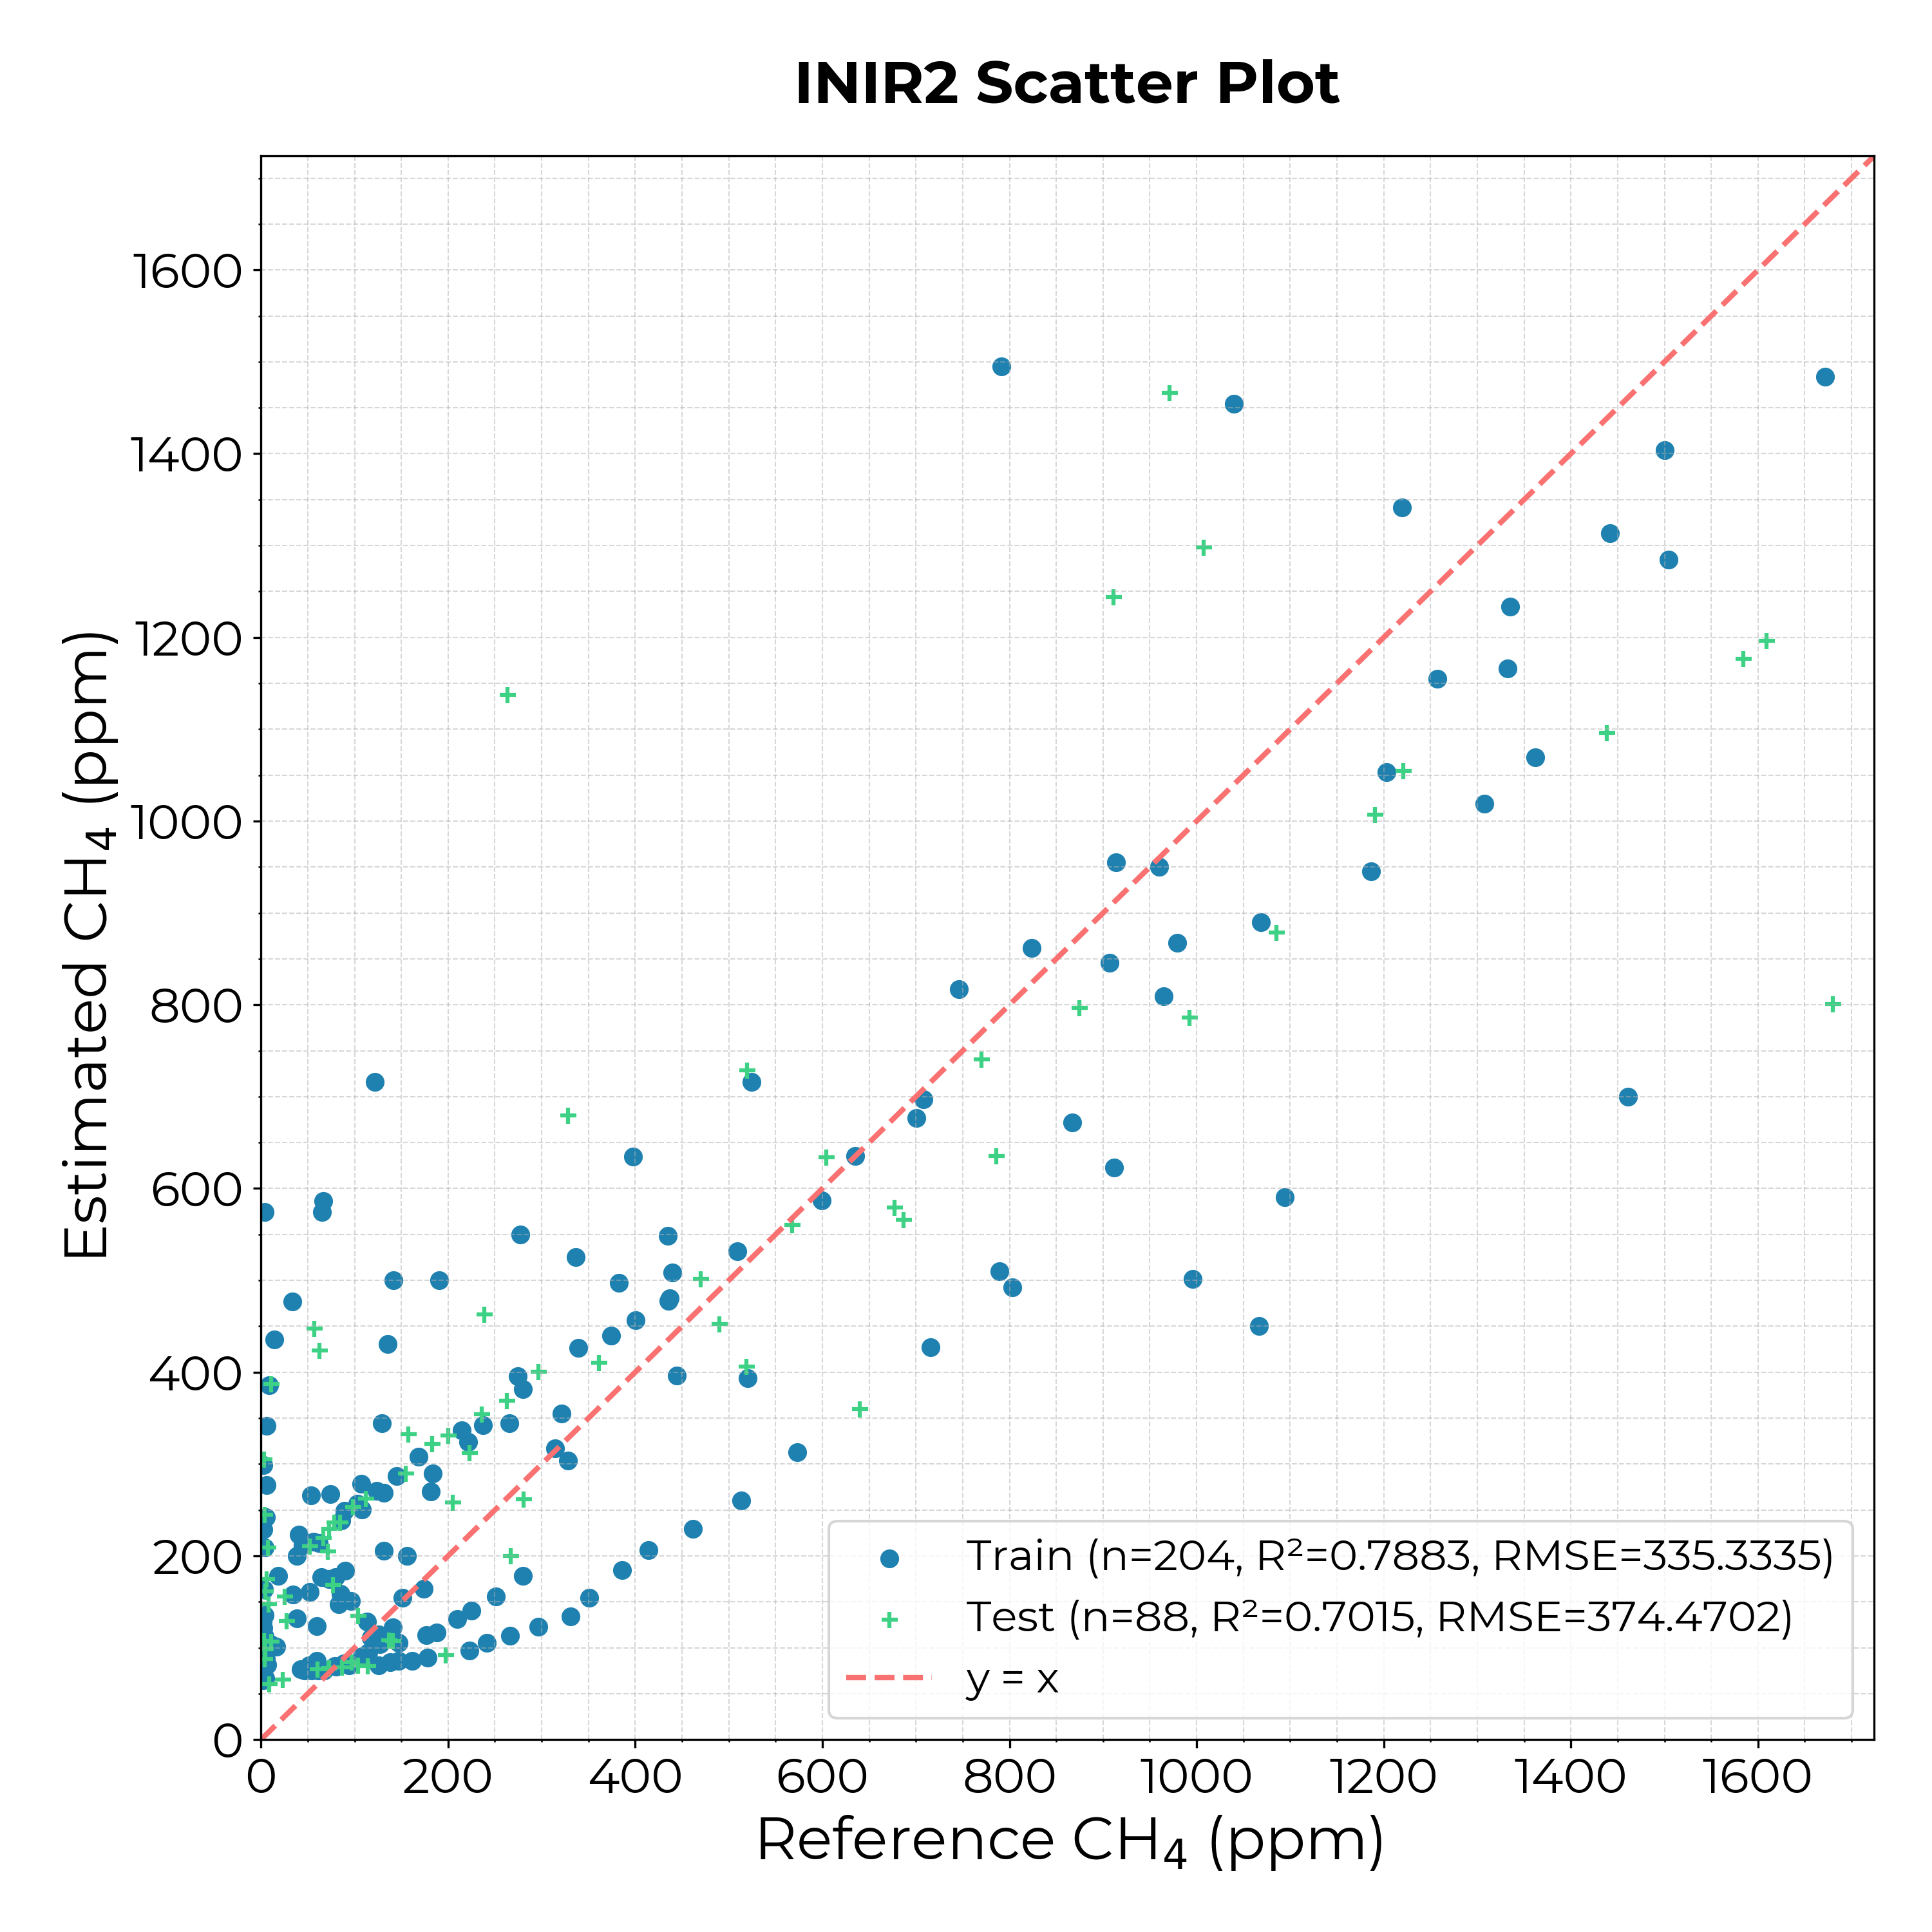 INIR2 Scatter Plot
Estimated CH₄ (ppm)
1600
1400
1200
1000
800
600
400
200
0
Train (n=204, R²=0.7883, RMSE=335.3335)
Test (n=88, R²=0.7015, RMSE=374.4702)
y = x
0 200 400 600 800 1000 1200 1400 1600
Reference CH₄ (ppm)